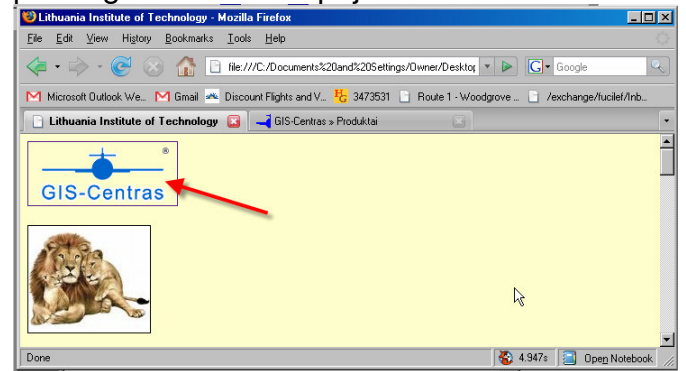 Lithuania Institute of Technology - Mozilla Firefox
File Edit View History Bookmarks Tools Help
file:///C:/Documents%20and%20Settings/Owner/Desktop
G Google
Microsoft Outlook We... Gmail Discount Flights and V... 3473531 Route 1 - Woodgrove ... /exchange/fucilef/Inb...
Lithuania Institute of Technology GIS-Centras » Produktai
®
GIS-Centras
Done 4.947s Open Notebook